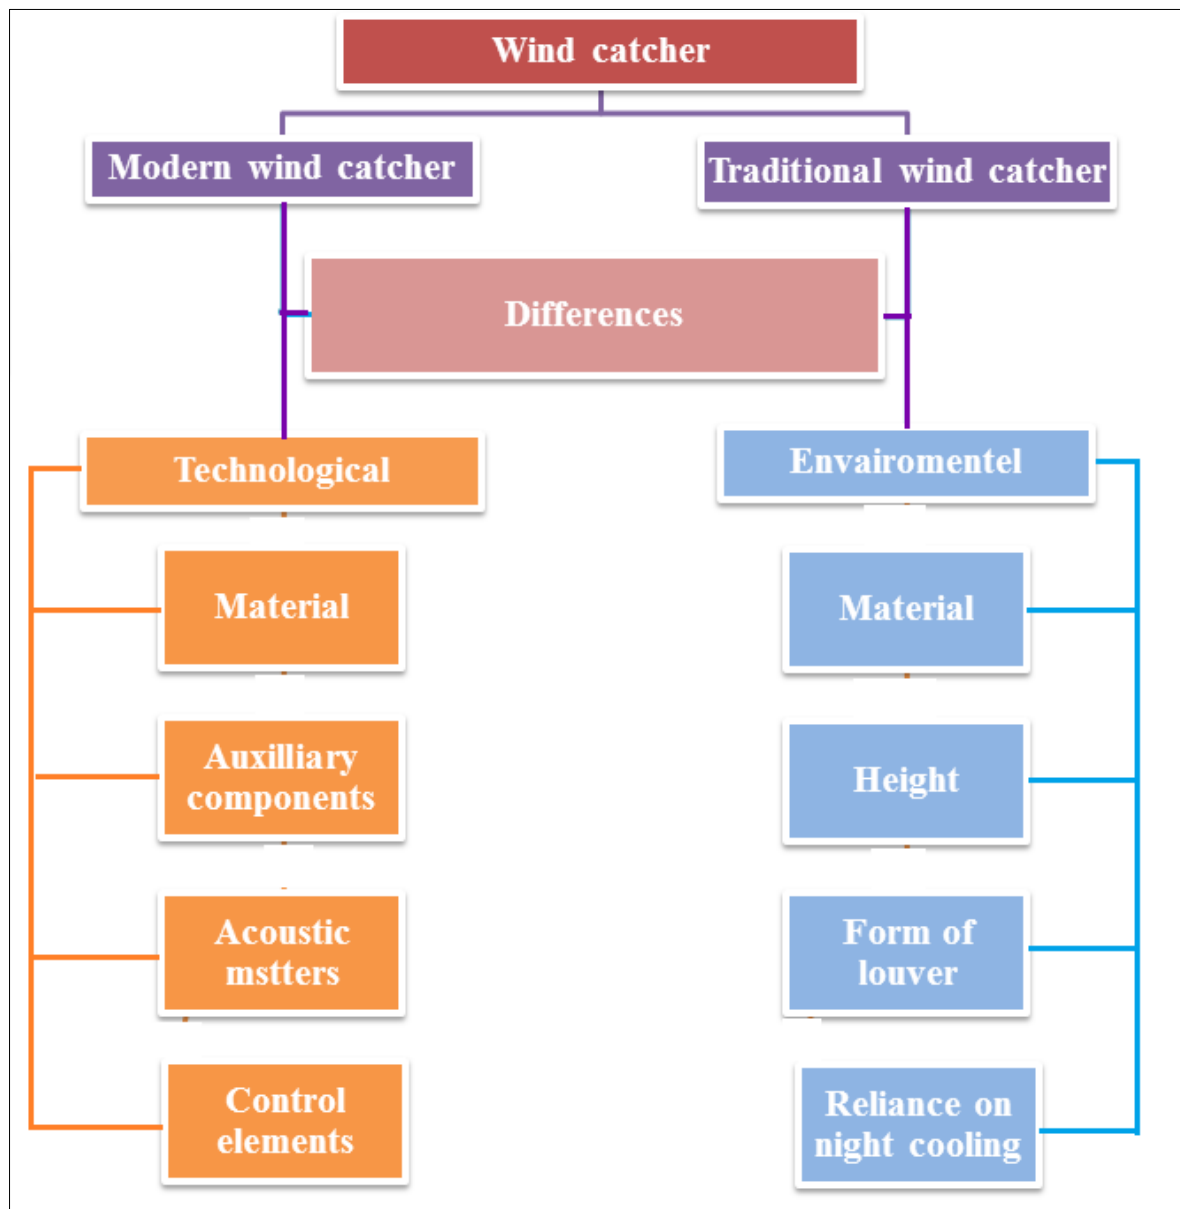 Wind catcher
Modern wind catcher
Traditional wind catcher
Differences
Technological
Material
Auxilliary
components
Acoustic
mstters
Control
elements
Envairomentel
Material
Height
Form of
louver
Reliance on
night cooling